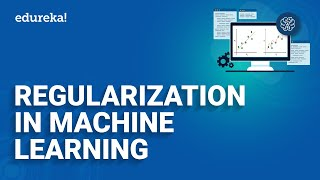 edureka!
REGULARIZATION
IN MACHINE
LEARNING